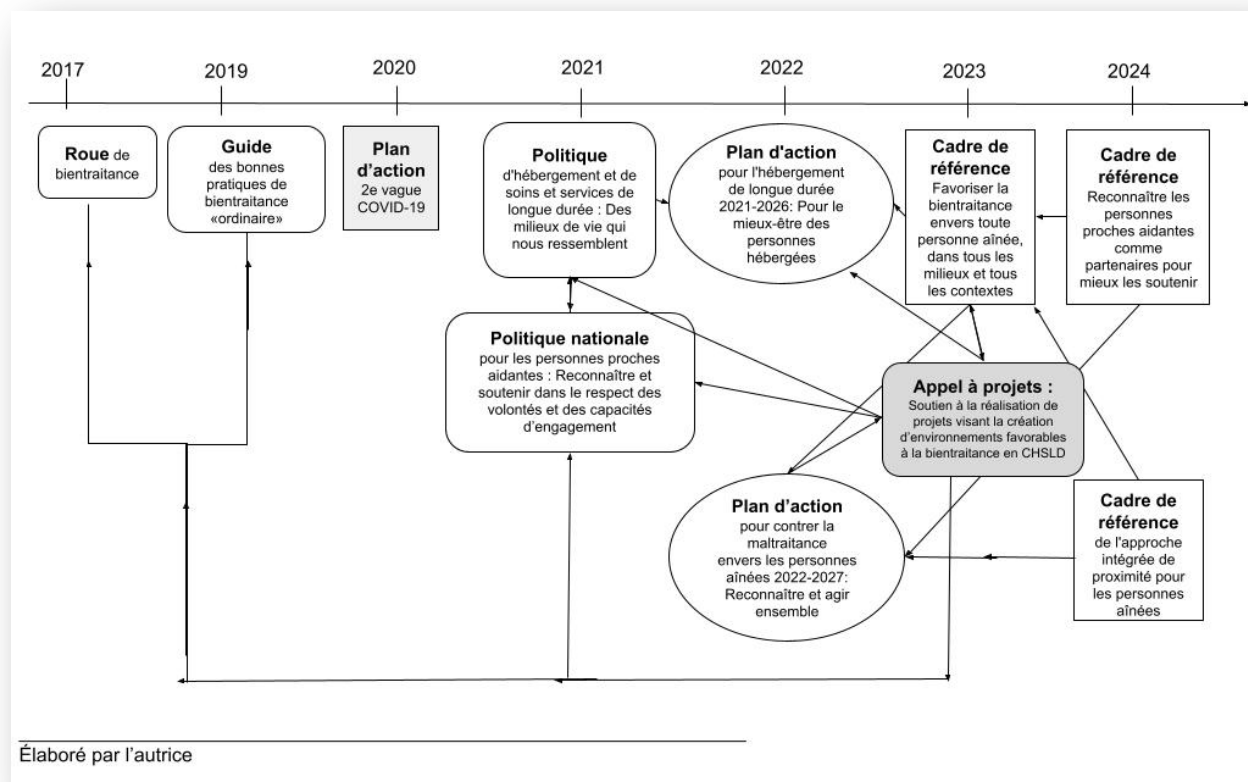 2017
2019
2020
2021
2022
2023
2024
Roue de
bientraitance
Guide
des bonnes
pratiques de
bientraitance
«ordinaire»
Plan
d'action
2e vague
COVID-19
Politique
d'hébergement et de
soins et services de
longue durée : Des
milieux de vie qui
nous ressemblent
Plan d'action
pour l'hébergement
de longue durée
2021-2026: Pour le
mieux-être des
personnes
hébergées
Cadre de
référence
Favoriser la
bientraitance
envers toute
personne aînée,
dans tous les
milieux et tous
les contextes
Cadre de
référence
Reconnaître les
personnes
proches aidantes
comme
partenaires pour
mieux les soutenir
Politique nationale
pour les personnes proches
aidantes : Reconnaître et
soutenir dans le respect des
volontés et des capacités
d'engagement
Appel à projets :
Soutien à la réalisation de
projets visant la création
d'environnements favorables
à la bientraitance en CHSLD
Plan d'action
pour contrer la
maltraitance
envers les personnes
aînées 2022-2027:
Reconnaître et agir
ensemble
Cadre de
référence
de l'approche
intégrée de
proximité pour
les personnes
aînées
Élaboré par l'autrice